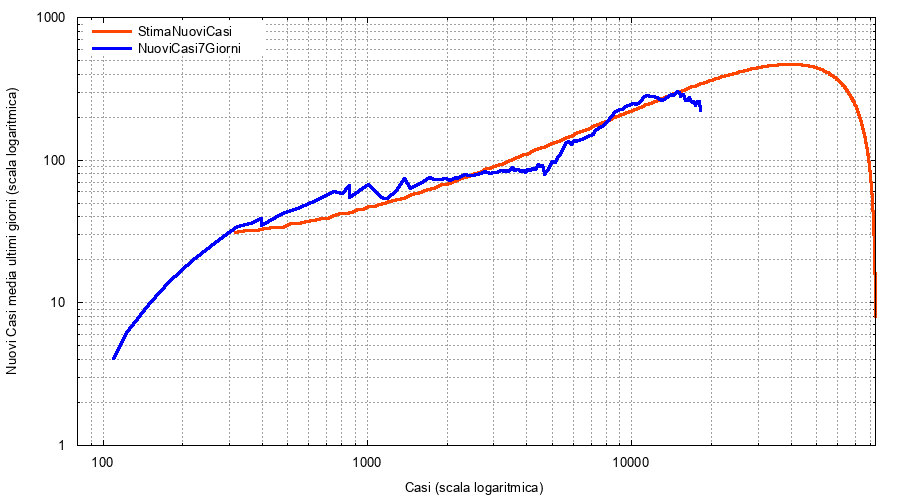 1000
StimaNuoviCasi
NuoviCasi7Giorni
100
10
1
100
1000
10000
Nuovi Casi media ultimi giorni (scala logaritmica)
Casi (scala logaritmica)